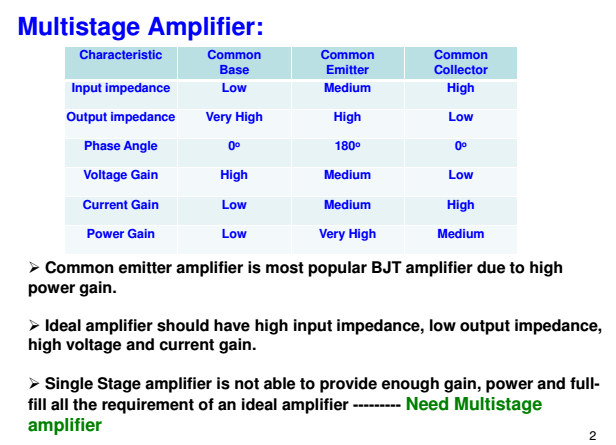 Multistage Amplifier:
Characteristic Common Base Common Emitter Common Collector
Input impedance Low Medium High
Output impedance Very High High Low
Phase Angle 0º 180º 0º
Voltage Gain High Medium Low
Current Gain Low Medium High
Power Gain Low Very High Medium
➢ Common emitter amplifier is most popular BJT amplifier due to high
power gain.
➢ Ideal amplifier should have high input impedance, low output impedance,
high voltage and current gain.
➢ Single Stage amplifier is not able to provide enough gain, power and full-
fill all the requirement of an ideal amplifier --------- Need Multistage
amplifier
2